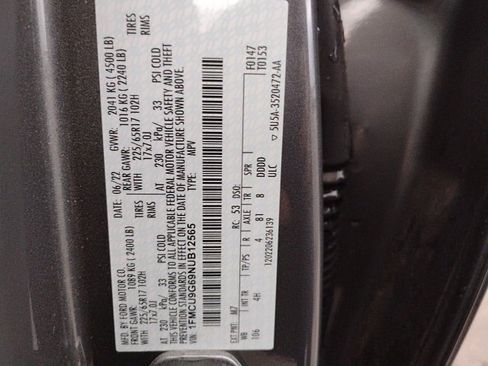 MFD. BY FORD MOTOR CO.
DATE: 06/22 GVWR: 2041 KG ( 4500 LB)
FRONT GAWR: 1089 KG ( 2400 LB) REAR GAWR: 1016 KG ( 2240 LB)
225/65R17 102H TIRES WITH 225/65R17 102H TIRES
17x7.0J RIMS 17x7.0J RIMS
AT 230 kPa/ 33 PSI COLD AT 230 kPa/ 33 PSI COLD
THIS VEHICLE CONFORMS TO ALL APPLICABLE FEDERAL MOTOR VEHICLE SAFETY, AND THEFT
PREVENTION STANDARDS IN EFFECT ON THE DATE OF MANUFACTURE SHOWN ABOVE.
VIN: 1FMCU9G69NUB12565 TYPE: MPV
F0147
T0153
EXT PNT: M7 RC: 53 DSO:
WB INT TR TP/PS R AXLE TR SPR
106 4H 4 81 8 DDDD
1202206236139 ULC
5U5A-3520472-AA